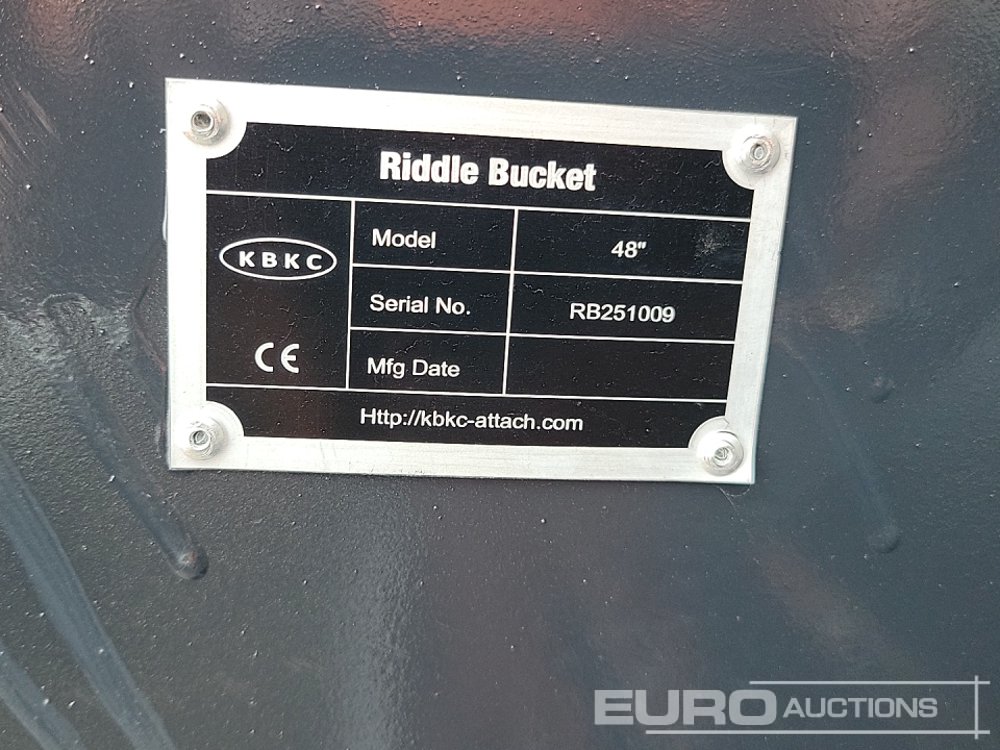 Riddle Bucket
KBKC
Model 48"
Serial No. RB251009
CE
Mfg Date
Http://kbkc-attach.com
EURO AUCTIONS